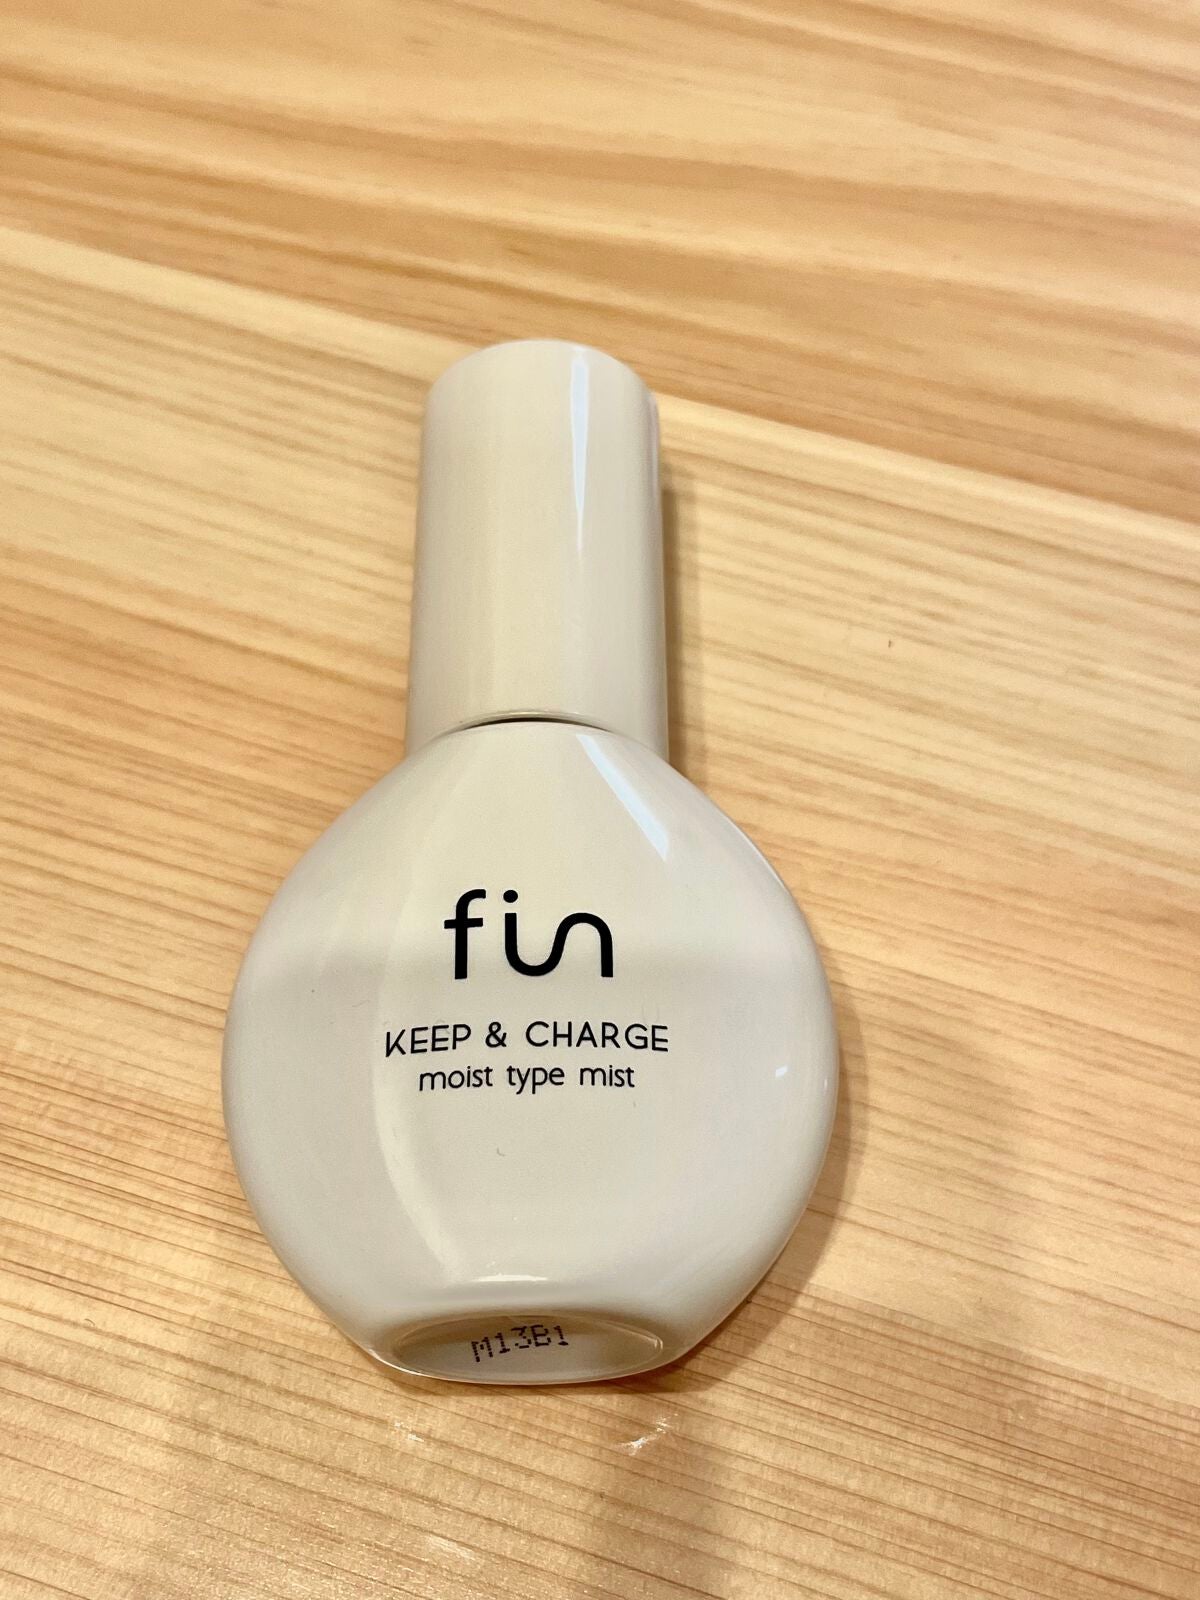 fin
KEEP & CHARGE
moist type mist
M13B1